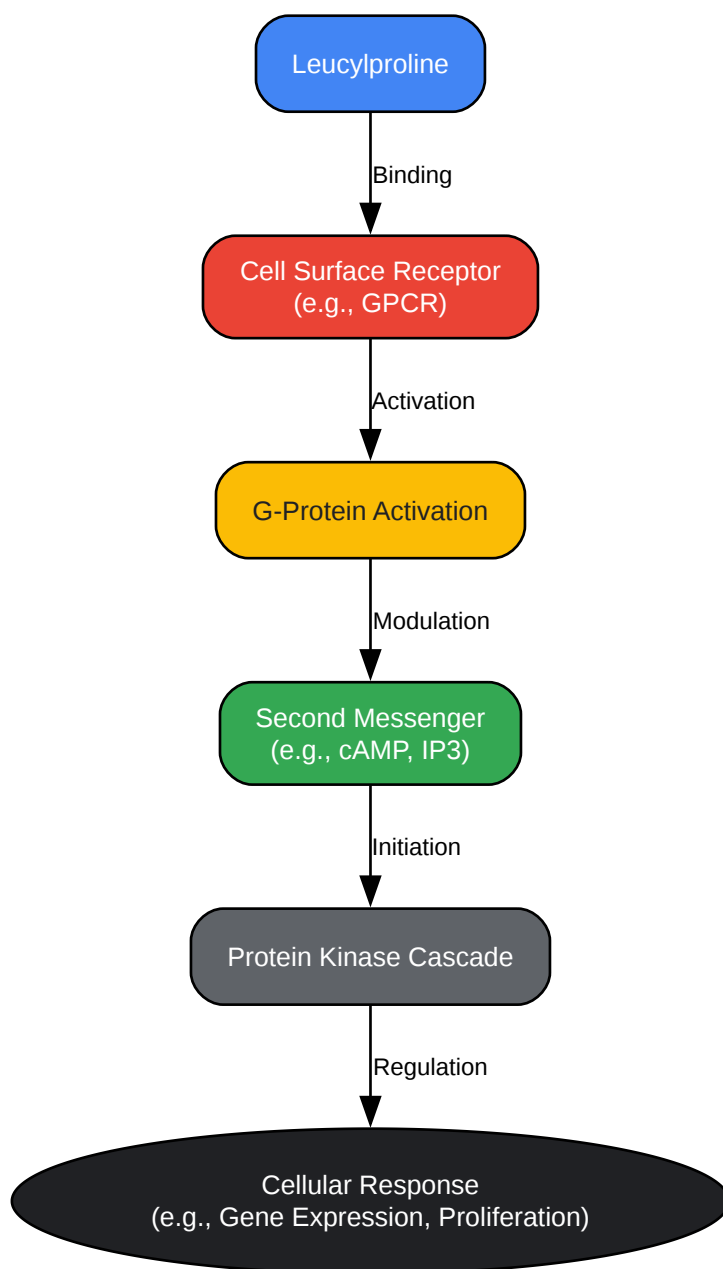 Leucylproline
Binding
Cell Surface Receptor
(e.g., GPCR)
Activation
G-Protein Activation
Modulation
Second Messenger
(e.g., cAMP, IP3)
Initiation
Protein Kinase Cascade
Regulation
Cellular Response
(e.g., Gene Expression, Proliferation)